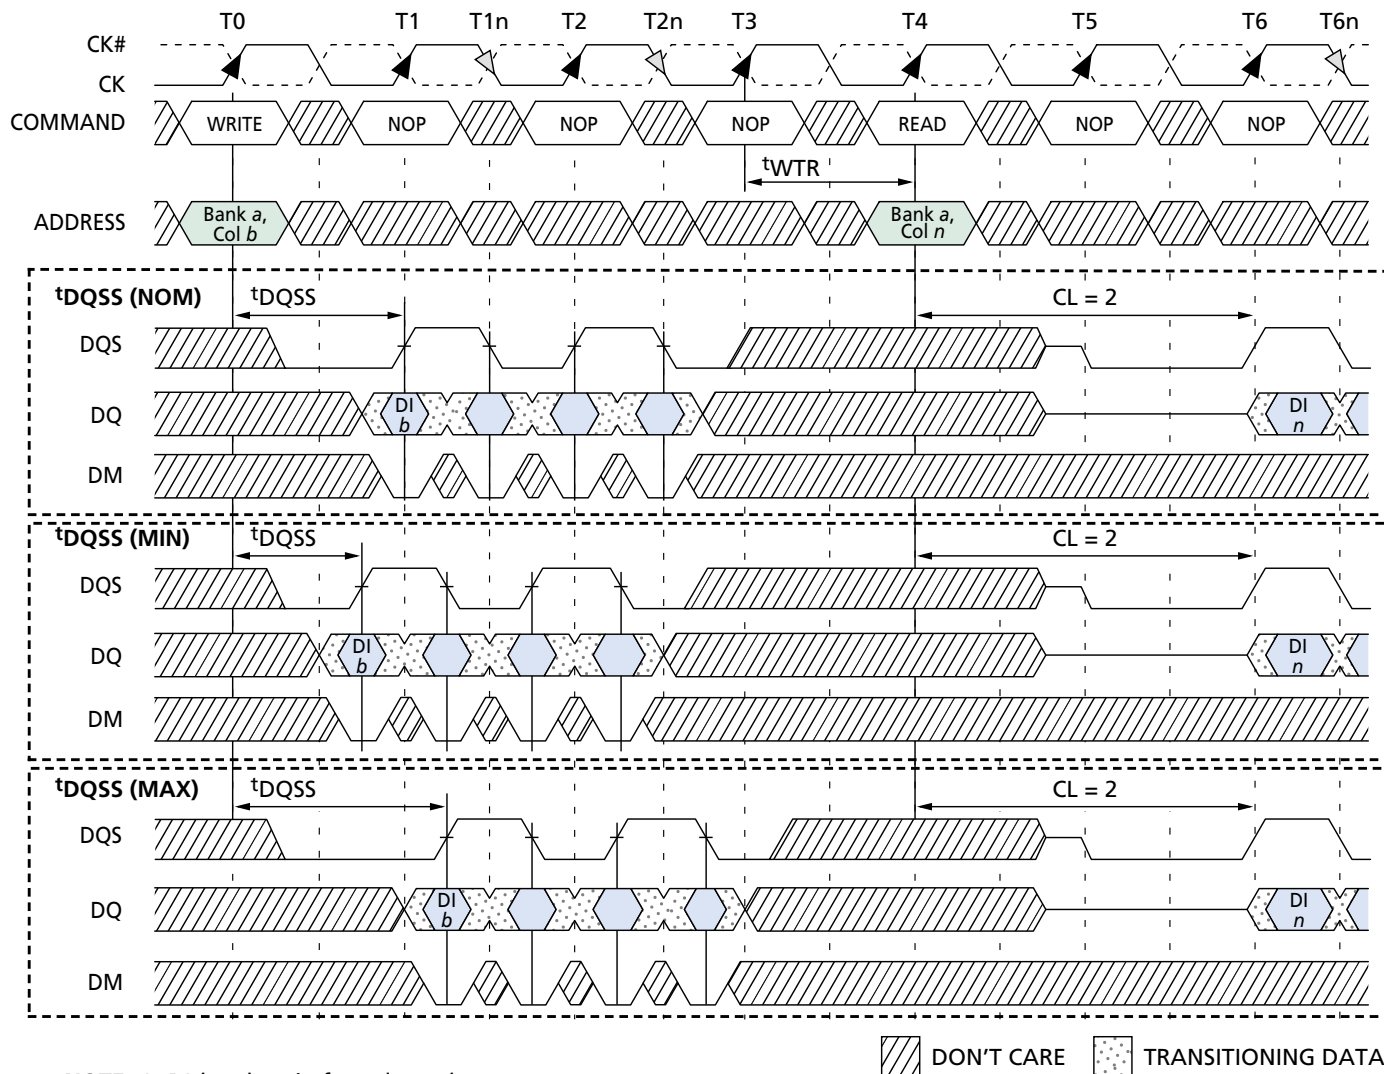 T0 T1 T1n T2 T2n T3 T4 T5 T6 T6n
CK#
CK
COMMAND WRITE NOP NOP NOP READ NOP NOP
tWTR
ADDRESS Bank a, Col b Bank a, Col n
tDQSS (NOM) tDQSS CL = 2
DQS
DQ DI b DI n
DM
tDQSS (MIN) tDQSS CL = 2
DQS
DQ DI b DI n
DM
tDQSS (MAX) tDQSS CL = 2
DQS
DQ DI b DI n
DM
DON'T CARE TRANSITIONING DATA